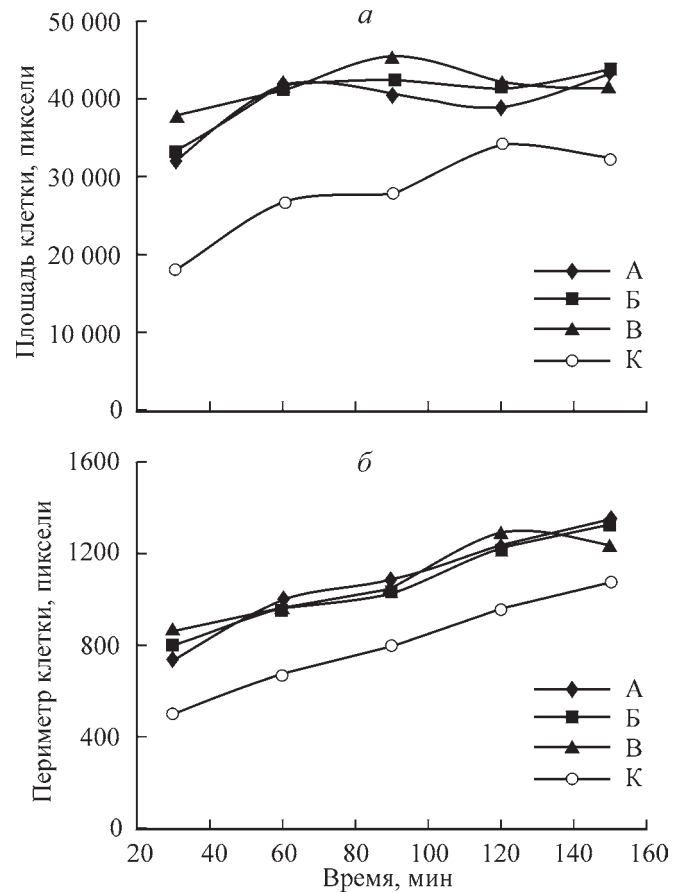 а
Площадь клетки, пиксели
50 000
40 000
30 000
20 000
10 000
0
А
Б
В
К
б
Периметр клетки, пиксели
1600
1200
800
400
0
А
Б
В
К
20 40 60 80 100 120 140 160
Время, мин